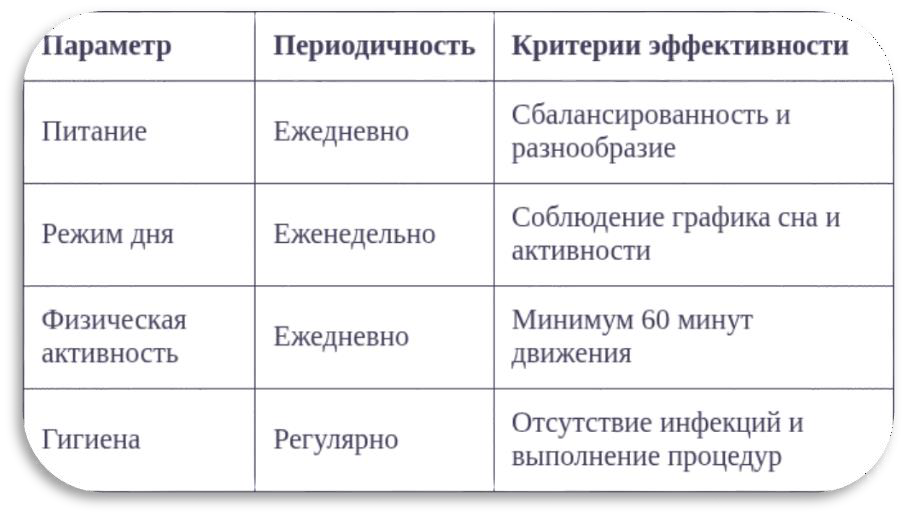 Параметр Периодичность Критерии эффективности
Питание Ежедневно Сбалансированность и
разнообразие
Режим дня Еженедельно Соблюдение графика сна и
активности
Физическая
активность Ежедневно Минимум 60 минут
движения
Гигиена Регулярно Отсутствие инфекций и
выполнение процедур